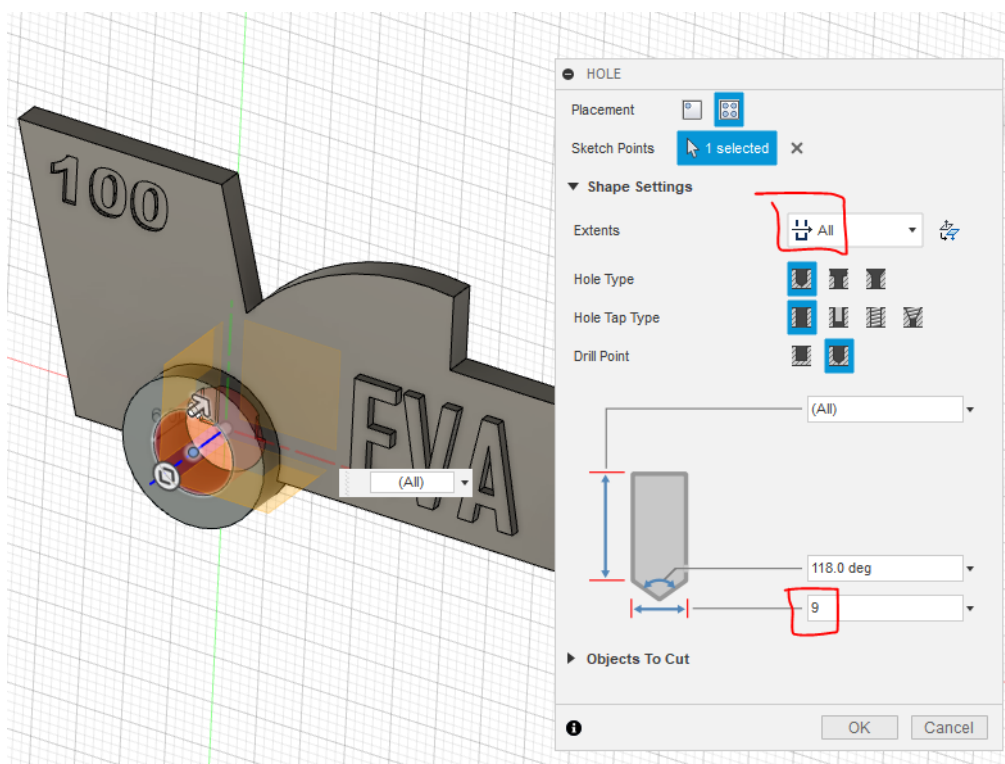 HOLE
Placement
Sketch Points 1 selected
Shape Settings
Extents All
Hole Type
Hole Tap Type
Drill Point
(All)
118.0 deg
9
Objects To Cut
OK Cancel
100
EVA
(All)